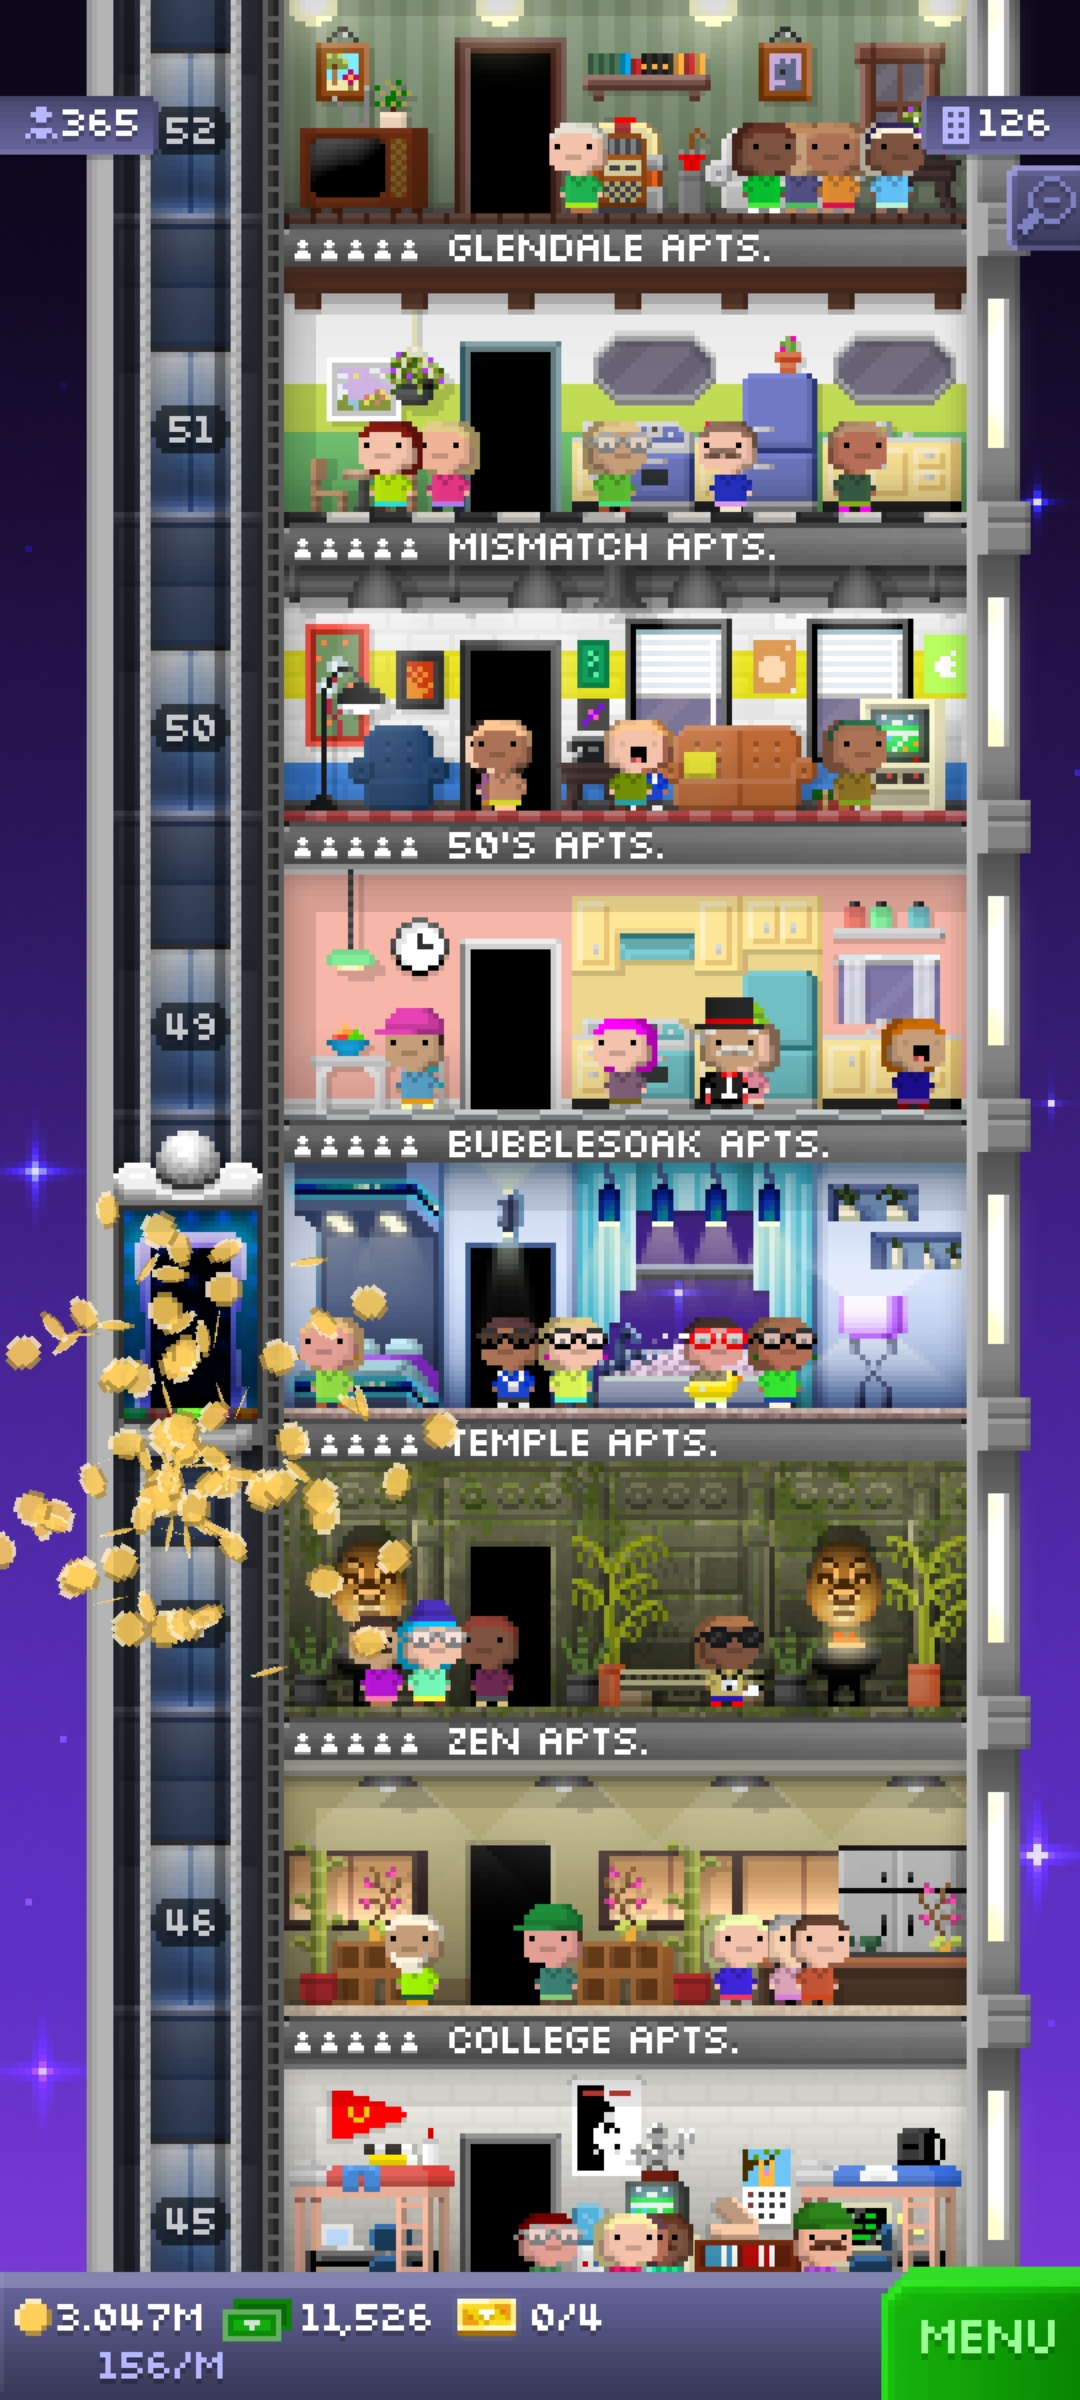 365
52
126
GLENDALE APTS.
51
MISMATCH APTS.
50
50'S APTS.
49
BUBBLESOAK APTS.
TEMPLE APTS.
ZEN APTS.
46
COLLEGE APTS.
45
3.047M 11,526 0/4
156/M
MENU